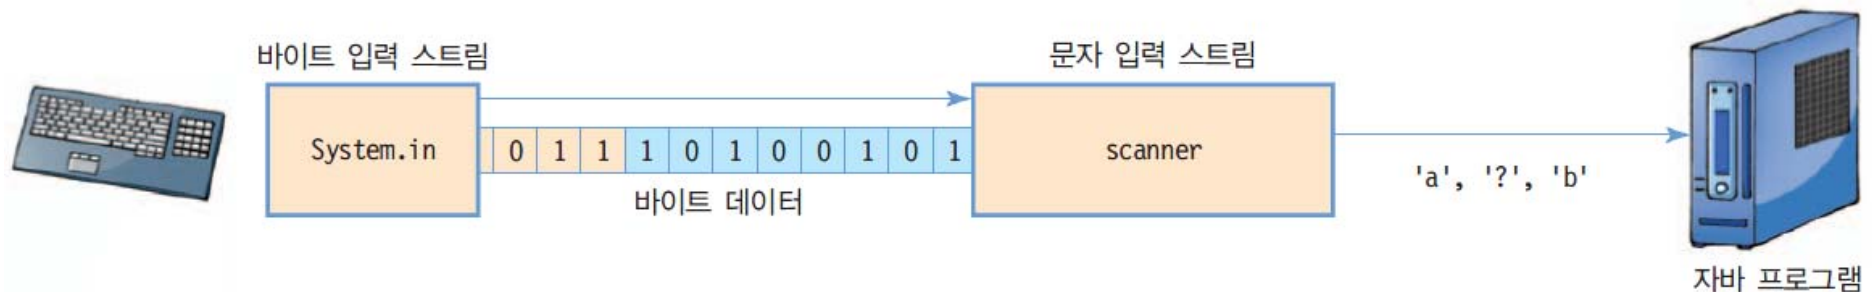 바이트 입력 스트림
문자 입력 스트림
System.in
0 1 1 1 0 1 0 0 1 0 1
scanner
바이트 데이터
'a', '?', 'b'
자바 프로그램